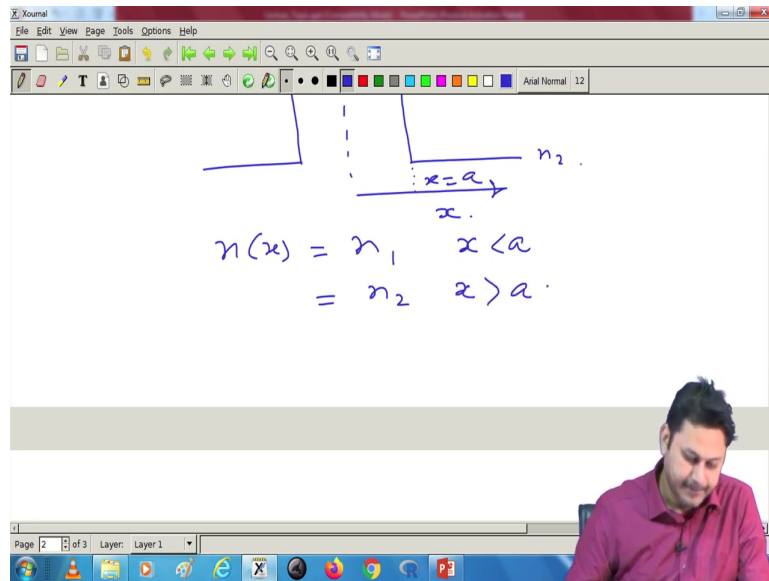 Xournal
File Edit View Page Tools Options Help
T Arial Normal 12
n₂ .
x = a
x .
n(x) = n₁ x < a
= n₂ x > a .
Page 2 of 3 Layer: Layer 1